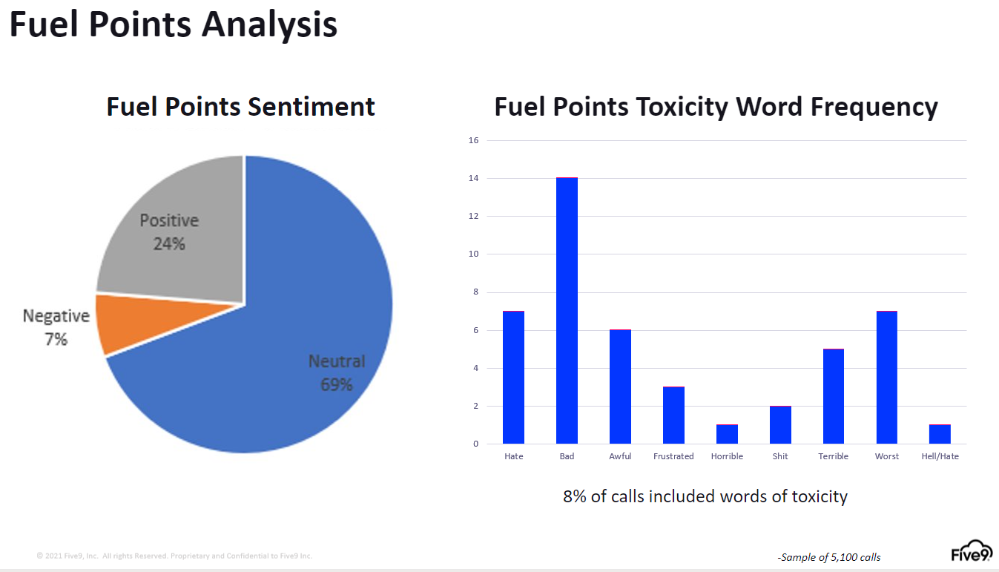 Fuel Points Analysis
Fuel Points Sentiment
Positive
24%
Negative
7%
Neutral
69%
Fuel Points Toxicity Word Frequency
16
14
12
10
8
6
4
2
0
Hate Bad Awful Frustrated Horrible Shit Terrible Worst Hell/Hate
8% of calls included words of toxicity
© 2021 Five9, Inc. All rights Reserved. Proprietary and Confidential to Five9 Inc.
-Sample of 5,100 calls
Five9